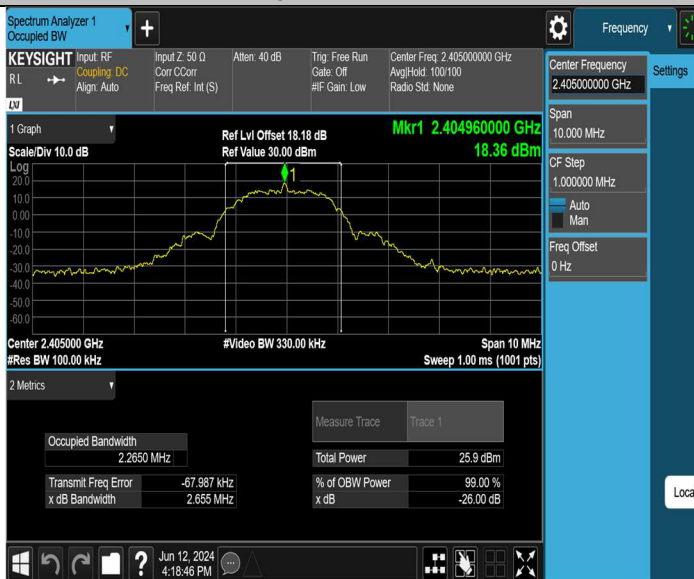 Spectrum Analyzer 1
Occupied BW
Frequency
KEYSIGHT
R L
LXI
Input: RF
Coupling: DC
Align: Auto
Input Z: 50 Ω
Corr CCorr
Freq Ref: Int (S)
Atten: 40 dB
Trig: Free Run
Gate: Off
#IF Gain: Low
Center Freq: 2.405000000 GHz
Avg|Hold: 100/100
Radio Std: None
Center Frequency
2.405000000 GHz
Settings
Span
10.000 MHz
CF Step
1.000000 MHz
Auto
Man
Freq Offset
0 Hz
1 Graph
Scale/Div 10.0 dB
Ref Lvl Offset 18.18 dB
Ref Value 30.00 dBm
Mkr1 2.404960000 GHz
18.36 dBm
Log
20.0
10.0
0.00
-10.0
-20.0
-30.0
-40.0
-50.0
-60.0
1
Center 2.405000 GHz
#Res BW 100.00 kHz
#Video BW 330.00 kHz
Span 10 MHz
Sweep 1.00 ms (1001 pts)
2 Metrics
Measure Trace
Trace 1
Occupied Bandwidth
2.2650 MHz
Total Power
25.9 dBm
Transmit Freq Error
-67.987 kHz
% of OBW Power
99.00 %
x dB Bandwidth
2.655 MHz
x dB
-26.00 dB
Loca
?
Jun 12, 2024
4:18:46 PM